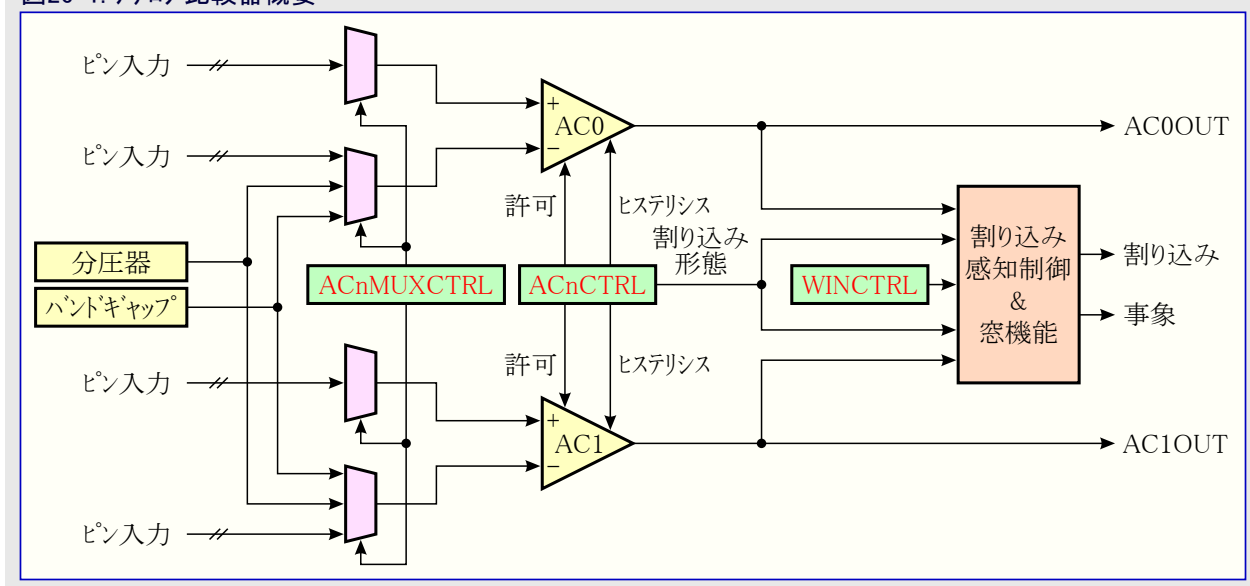 ピン入力
ピン入力
分圧器
バンドギャップ
ピン入力
ピン入力
ACnMUXCTRL
+
AC0
−
許可
ヒステリシス
割り込み
形態
ACnCTRL
WINCTRL
許可
ヒステリシス
+
AC1
−
割り込み
感知制御
&
窓機能
AC0OUT
割り込み
事象
AC1OUT